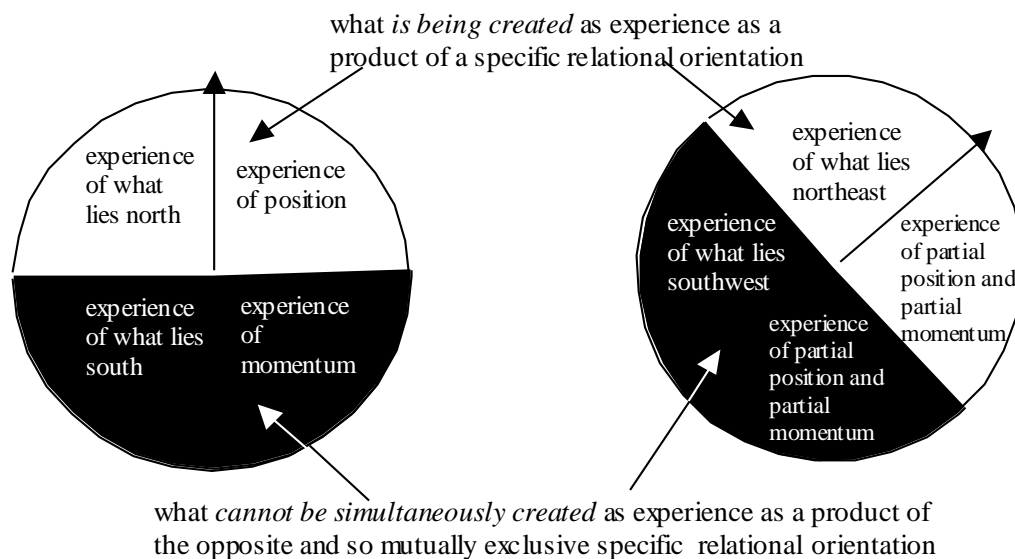 what is being created as experience as a
product of a specific relational orientation
experience
of what
lies north
experience
of position
experience
of what lies
south
experience
of
momentum
experience
of what lies
northeast
experience
of partial
position and
partial
momentum
experience
of what lies
southwest
experience
of partial
position and
partial
momentum
what cannot be simultaneously created as experience as a product of
the opposite and so mutually exclusive specific relational orientation